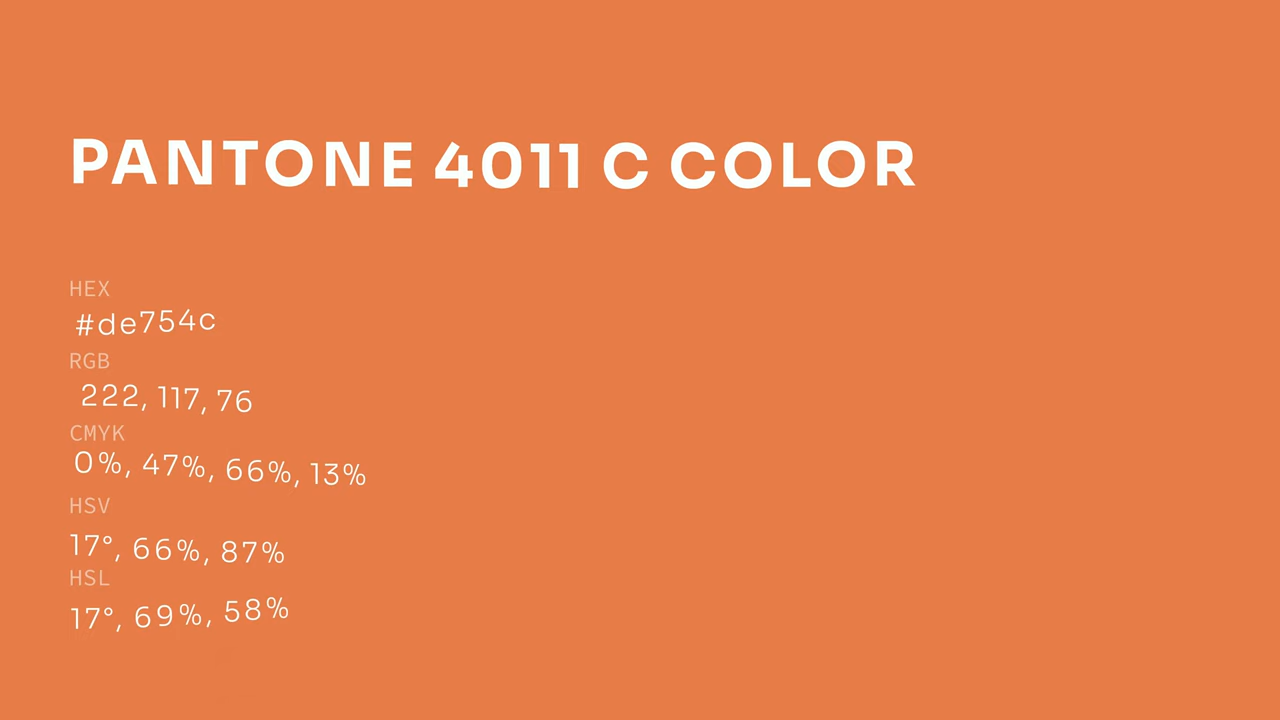 PANTONE 4011 C COLOR
HEX
#de754c
RGB
222, 117, 76
CMYK
0%, 47%, 66%, 13%
HSV
17°, 66%, 87%
HSL
17°, 69%, 58%